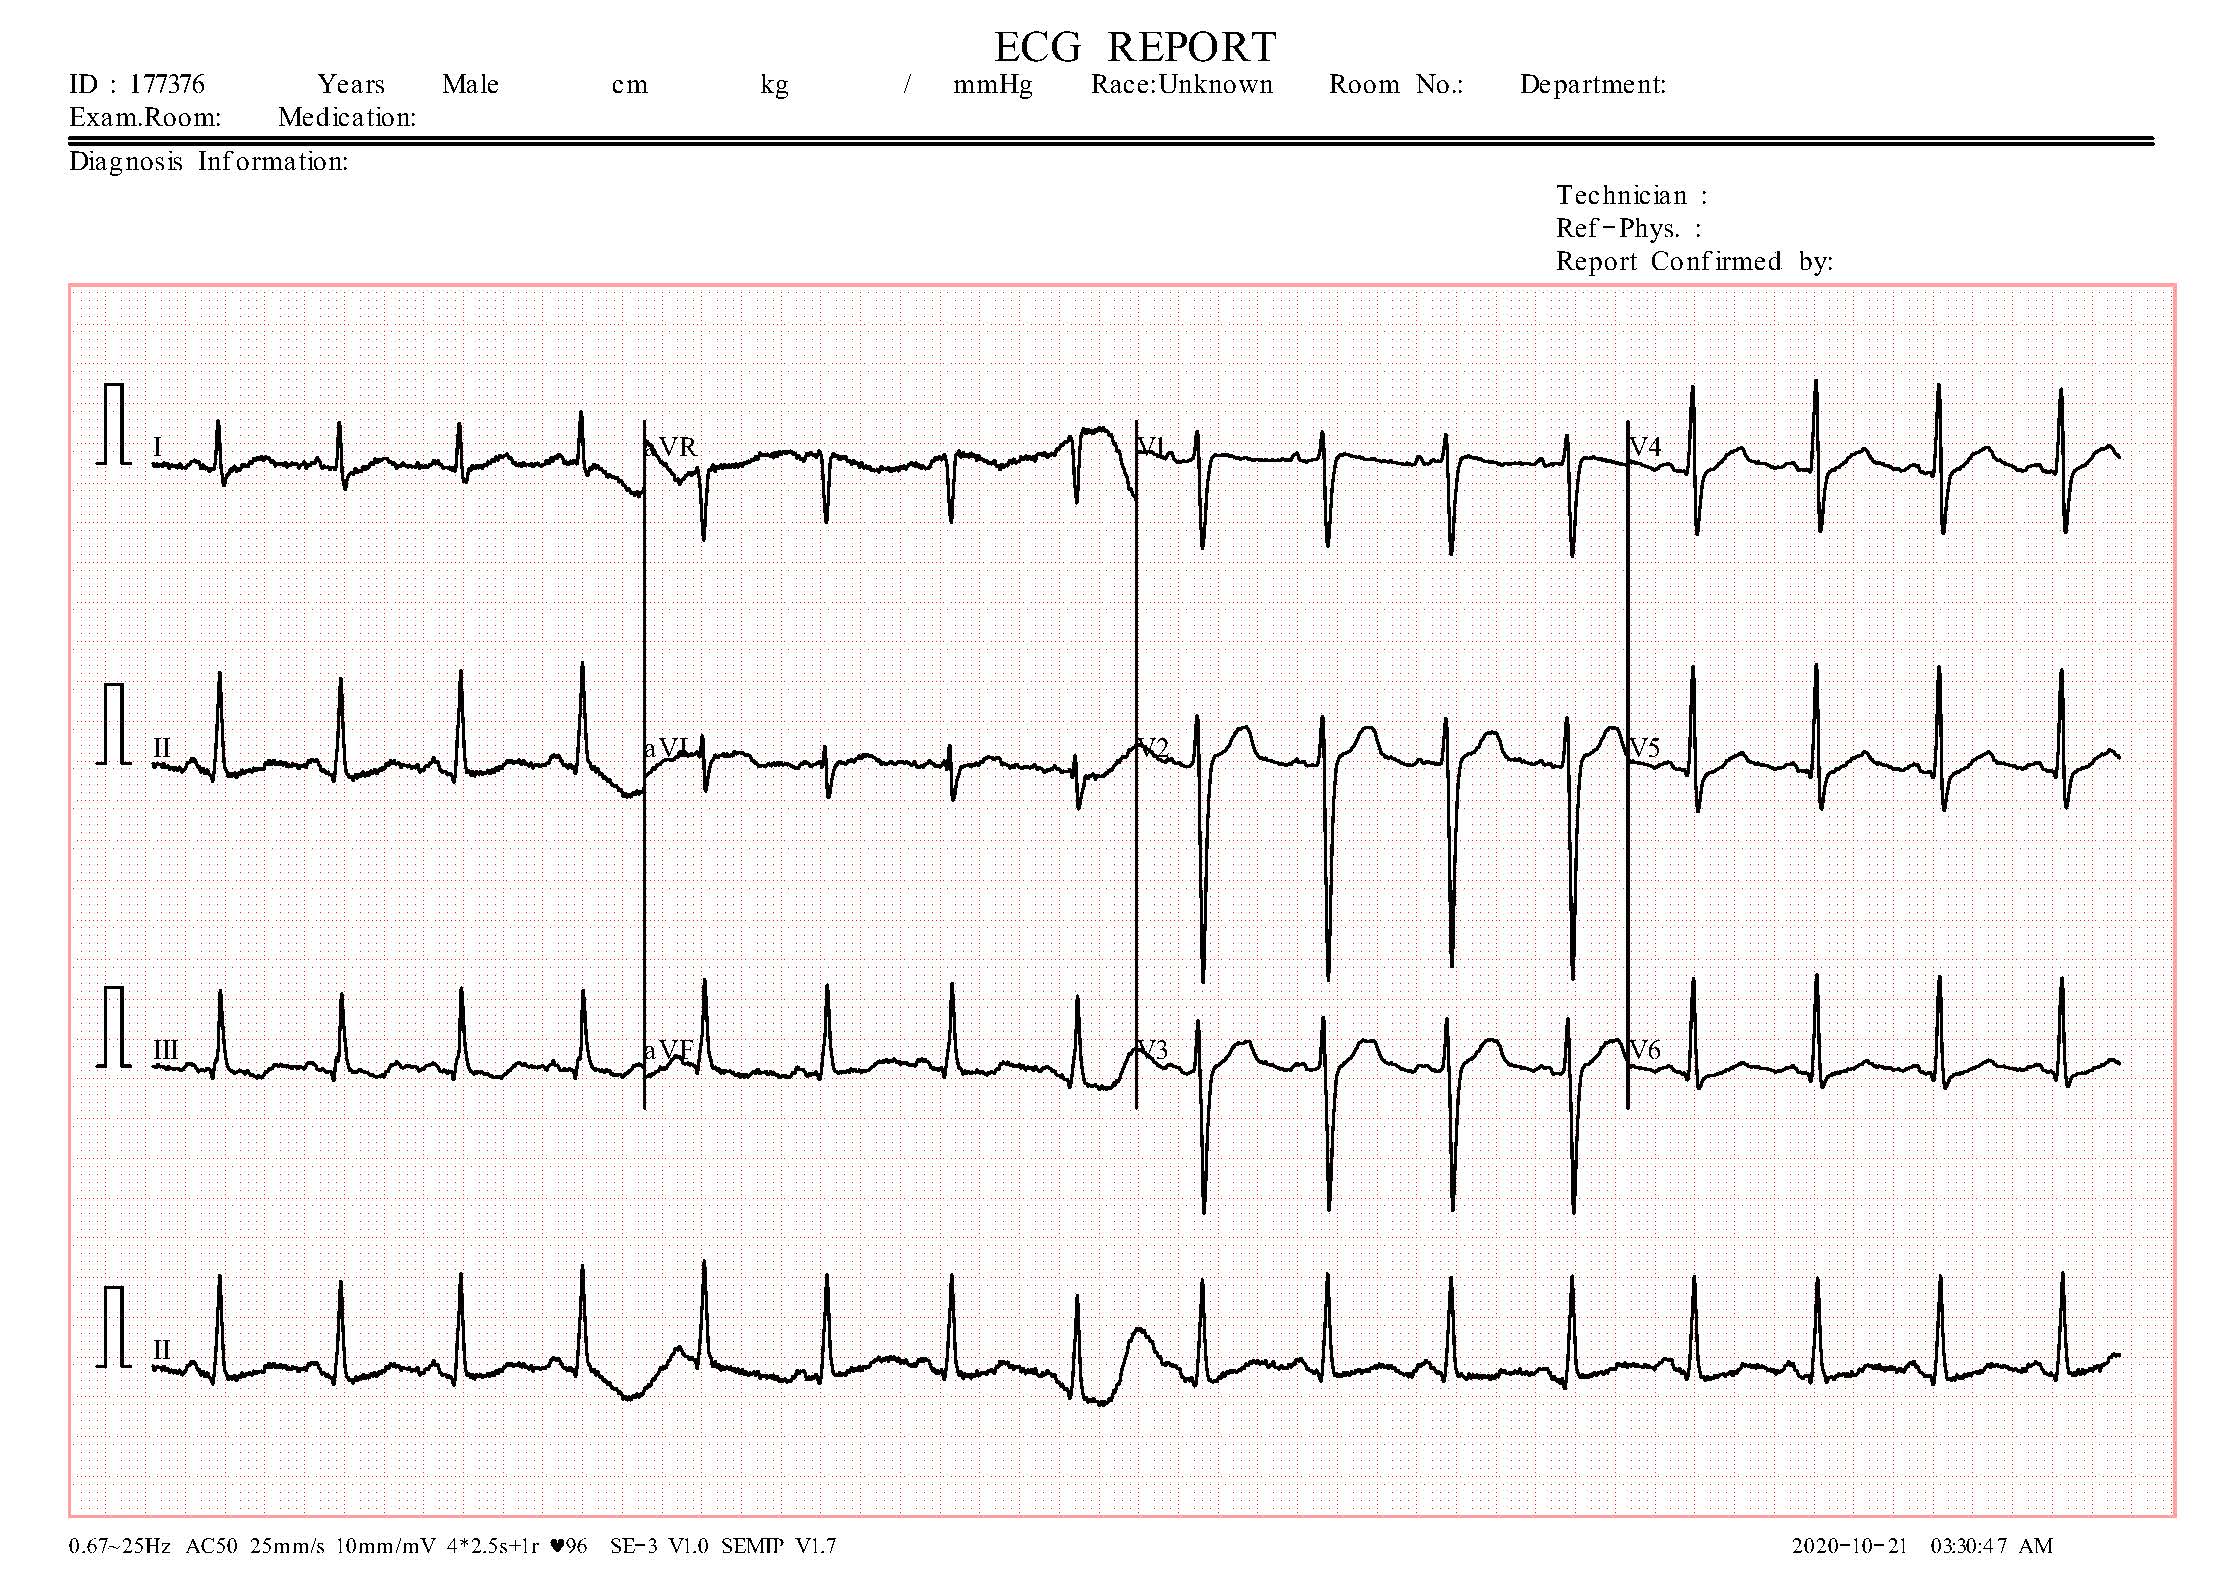 ECG REPORT
ID : 177376 Years Male cm kg / mmHg Race:Unknown Room No.: Department:
Exam.Room: Medication:
Diagnosis Information:
Technician :
Ref-Phys. :
Report Confirmed by:
I aVR V1 V4
II aVL V2 V5
III aVF V3 V6
II
0.67~25Hz AC50 25mm/s 10mm/mV 4*2.5s+1r ♥96 SE-3 V1.0 SEMIP V1.7 2020-10-21 03:30:47 AM